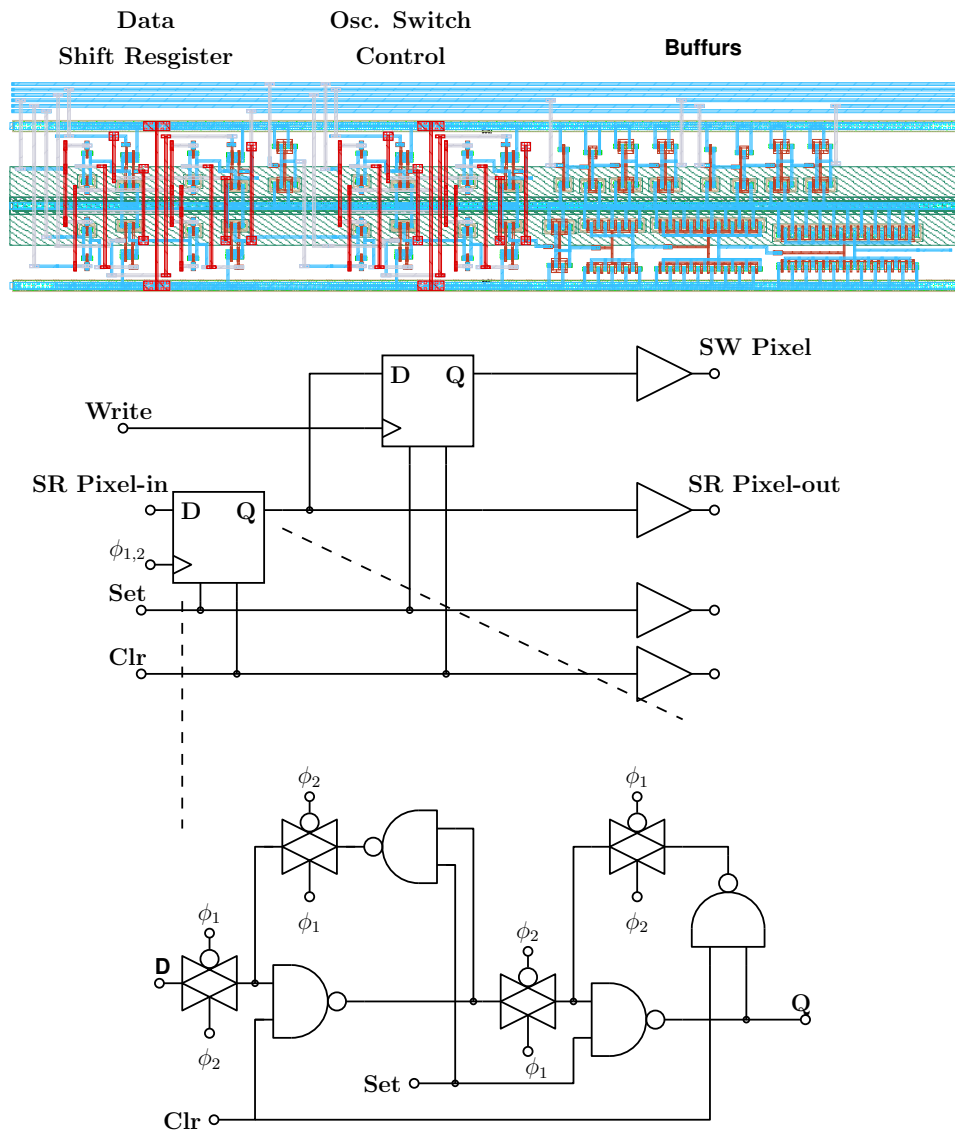 Data
Shift Resgister
Osc. Switch
Control
Buffurs
SW Pixel
D Q
Write
SR Pixel-in
SR Pixel-out
D Q
ϕ1,2
Set
Clr
ϕ2
ϕ1
ϕ1
ϕ2
ϕ1
ϕ2
D
Q
ϕ2
ϕ1
Set
Clr